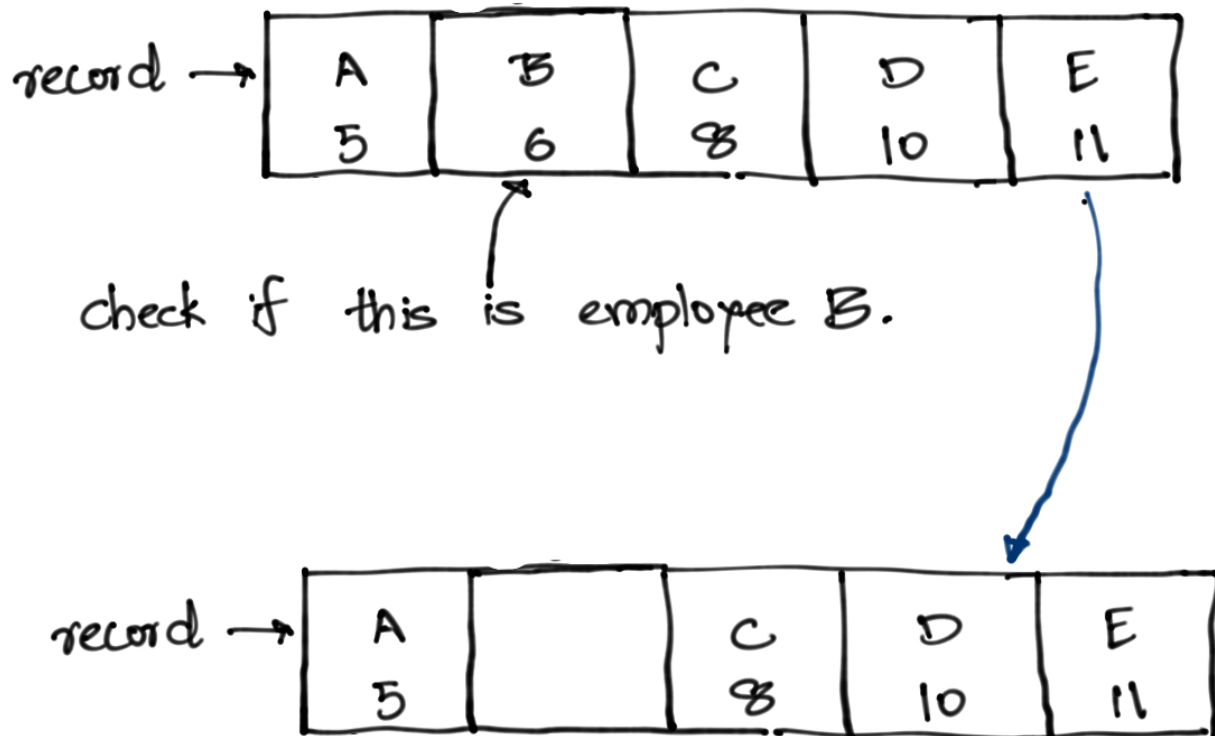 record → A B C D E
5 6 8 10 11
check if this is employee B.
record → A C D E
5 8 10 11